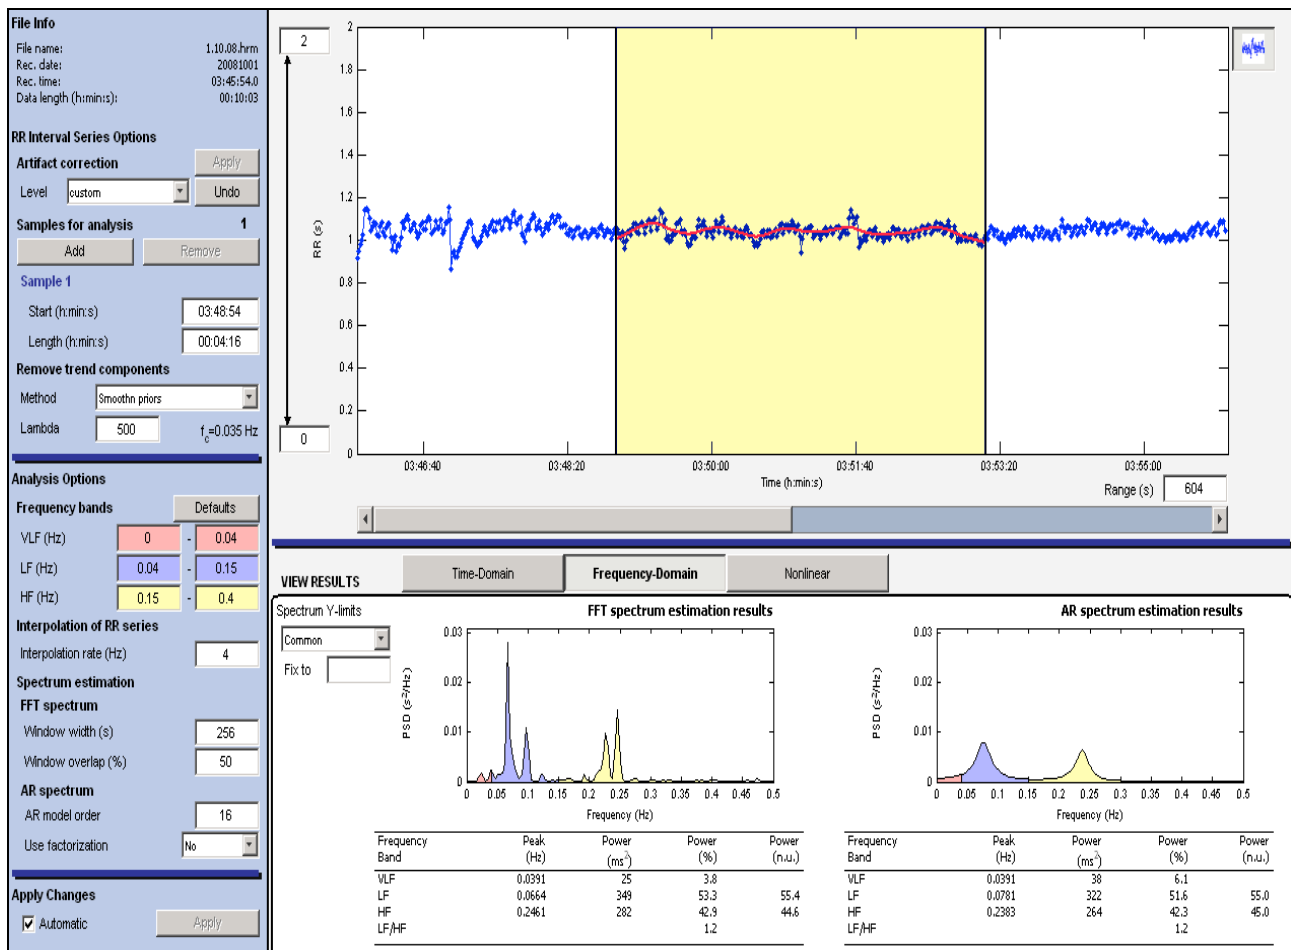 File Info
File name: 1.10.08.hrm
Rec. date: 20081001
Rec. time: 03:45:54.0
Data length (h:min:s): 00:10:03
RR Interval Series Options
Artifact correction Apply
Level custom Undo
Samples for analysis 1
Add Remove
Sample 1
Start (h:min:s) 03:48:54
Length (h:min:s) 00:04:16
Remove trend components
Method Smoothn priors
Lambda 500 fc=0.035 Hz
Analysis Options
Frequency bands Defaults
VLF (Hz) 0 - 0.04
LF (Hz) 0.04 - 0.15
HF (Hz) 0.15 - 0.4
Interpolation of RR series
Interpolation rate (Hz) 4
Spectrum estimation
FFT spectrum
Window width (s) 256
Window overlap (%) 50
AR spectrum
AR model order 16
Use factorization No
Apply Changes
Automatic Apply
2
0
RR (s)
2
1.8
1.6
1.4
1.2
1
0.8
0.6
0.4
0.2
0
03:46:40 03:48:20 03:50:00 03:51:40 03:53:20 03:55:00
Time (h:min:s)
Range (s) 604
VIEW RESULTS Time-Domain Frequency-Domain Nonlinear
Spectrum Y-limits
Common
Fix to
FFT spectrum estimation results
PSD (s²/Hz)
0.03
0.02
0.01
0
0 0.05 0.1 0.15 0.2 0.25 0.3 0.35 0.4 0.45 0.5
Frequency (Hz)
Frequency Peak Power Power Power
Band (Hz) (ms²) (%) (n.u.)
VLF 0.0391 25 3.8
LF 0.0664 349 53.3 55.4
HF 0.2461 282 42.9 44.6
LF/HF 1.2
AR spectrum estimation results
PSD (s²/Hz)
0.03
0.02
0.01
0
0 0.05 0.1 0.15 0.2 0.25 0.3 0.35 0.4 0.45 0.5
Frequency (Hz)
Frequency Peak Power Power Power
Band (Hz) (ms²) (%) (n.u.)
VLF 0.0391 38 6.1
LF 0.0781 322 51.6 55.0
HF 0.2383 264 42.3 45.0
LF/HF 1.2